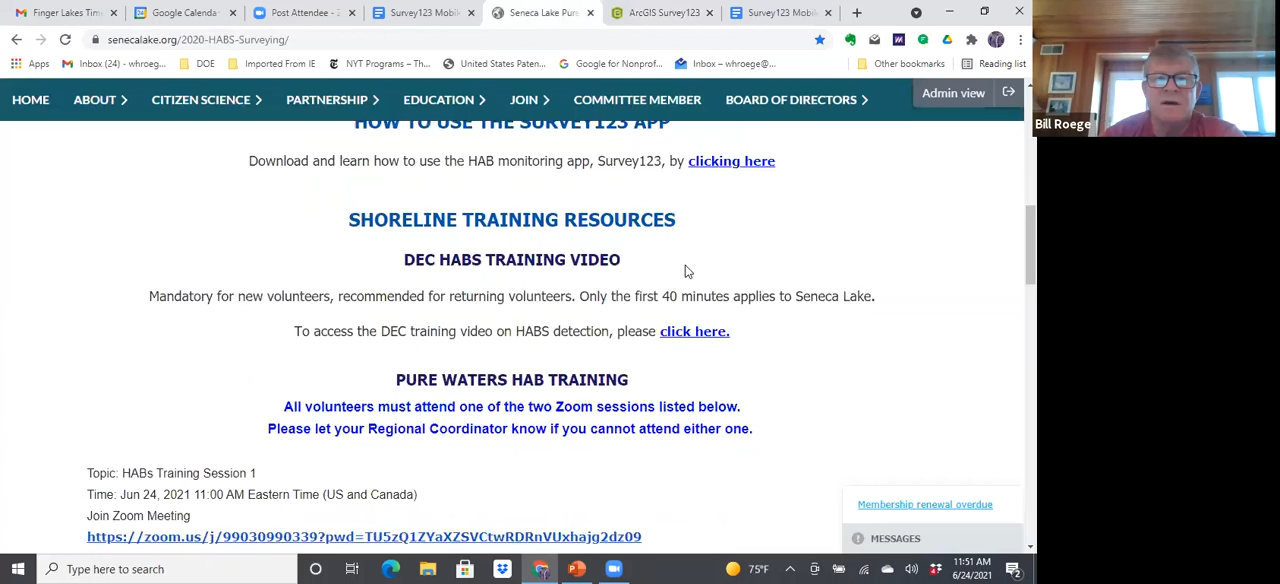 Finger Lakes Tim
Google Calenda
Post Attendee - Z
Survey123 Mobil
Seneca Lake Pur
ArcGIS Survey123
Survey123 Mobil
senecalake.org/2020-HABS-Surveying/
Apps
Inbox (24) - whroeg...
DOE
Imported From IE
NYT Programs – Th...
United States Paten...
Google for Nonprof...
Inbox – whroege@...
Other bookmarks
Reading list
HOME
ABOUT
CITIZEN SCIENCE
PARTNERSHIP
EDUCATION
JOIN
COMMITTEE MEMBER
BOARD OF DIRECTORS
Admin view
HOW TO USE THE SURVEY123 APP
Download and learn how to use the HAB monitoring app, Survey123, by clicking here
SHORELINE TRAINING RESOURCES
DEC HABS TRAINING VIDEO
Mandatory for new volunteers, recommended for returning volunteers. Only the first 40 minutes applies to Seneca Lake.
To access the DEC training video on HABS detection, please click here.
PURE WATERS HAB TRAINING
All volunteers must attend one of the two Zoom sessions listed below.
Please let your Regional Coordinator know if you cannot attend either one.
Topic: HABs Training Session 1
Time: Jun 24, 2021 11:00 AM Eastern Time (US and Canada)
Join Zoom Meeting
https://zoom.us/j/99030990339?pwd=TU5zQ1ZYaXZSVCtwRDRnVUxhajg2dz09
Membership renewal overdue
MESSAGES
Type here to search
75°F
11:51 AM
6/24/2021
2
Bill Roege